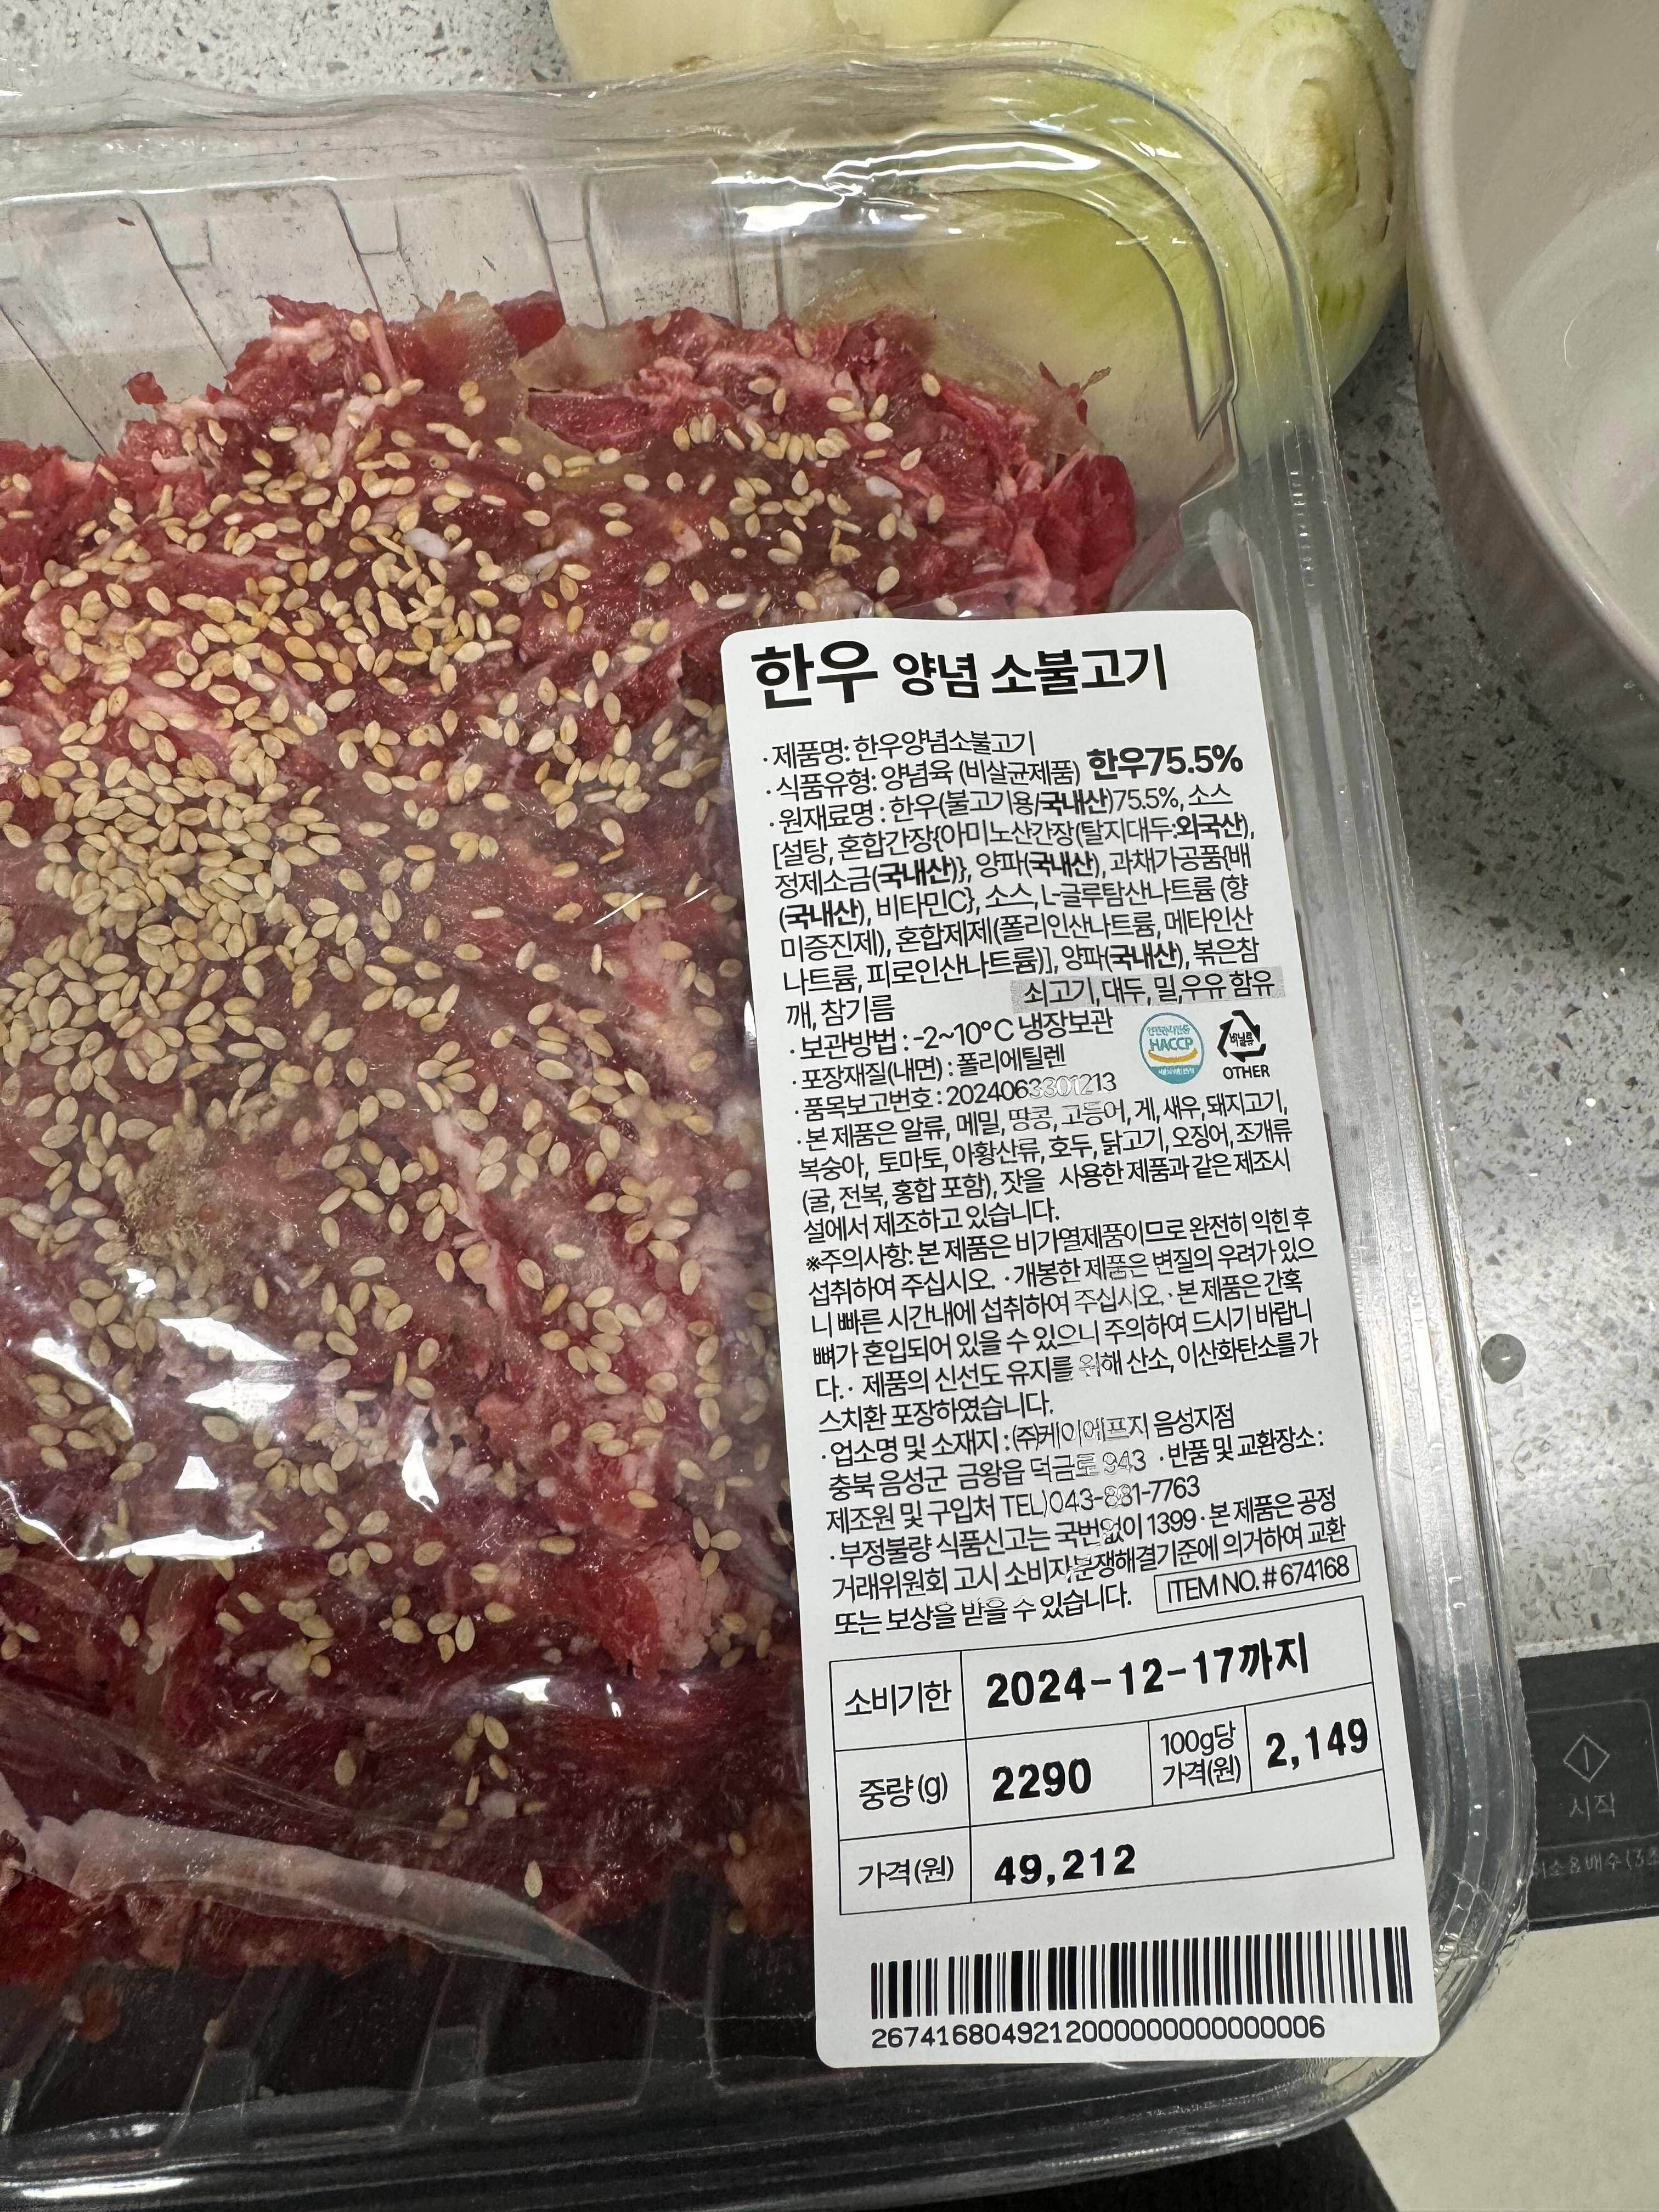 한우 양념 소불고기
· 제품명: 한우양념소불고기
· 식품유형: 양념육 (비살균제품) 한우75.5%
· 원재료명 : 한우(불고기용/국내산)75.5%, 소스
[설탕, 혼합간장{아미노산간장(탈지대두:외국산),
정제소금(국내산)}, 양파(국내산), 과채가공품{배
(국내산), 비타민C}, 소스, L-글루탐산나트륨 (향
미증진제), 혼합제제(폴리인산나트륨, 메타인산
나트륨, 피로인산나트륨)], 양파(국내산), 볶은참
깨, 참기름
쇠고기,대두,밀,우유 함유
· 보관방법 : -2~10°C 냉장보관
· 포장재질(내면) : 폴리에틸렌
· 품목보고번호 : 2024063301213
HACCP
비닐류
OTHER
· 본 제품은 알류, 메밀, 땅콩, 고등어, 게, 새우, 돼지고기,
복숭아, 토마토, 아황산류, 호두, 닭고기, 오징어, 조개류
(굴, 전복, 홍합 포함), 잣을 사용한 제품과 같은 제조시
설에서 제조하고 있습니다.
※주의사항: 본 제품은 비가열제품이므로 완전히 익힌 후
섭취하여 주십시오. · 개봉한 제품은 변질의 우려가 있으
니 빠른 시간내에 섭취하여 주십시오. · 본 제품은 간혹
뼈가 혼입되어 있을 수 있으니 주의하여 드시기 바랍니
다. · 제품의 신선도 유지를 위해 산소, 이산화탄소를 가
스치환 포장하였습니다.
· 업소명 및 소재지 : (주)케이에프지 음성지점
충북 음성군 금왕읍 덕금로 943 · 반품 및 교환장소 :
제조원 및 구입처 TEL)043-881-7763
· 부정불량 식품신고는 국번없이 1399 · 본 제품은 공정
거래위원회 고시 소비자분쟁해결기준에 의거하여 교환
또는 보상을 받을 수 있습니다.
ITEM NO. # 674168
소비기한 2024-12-17까지
중량 (g) 2290 100g당 가격(원) 2,149
가격(원) 49,212
26741680492120000000000000006
시작